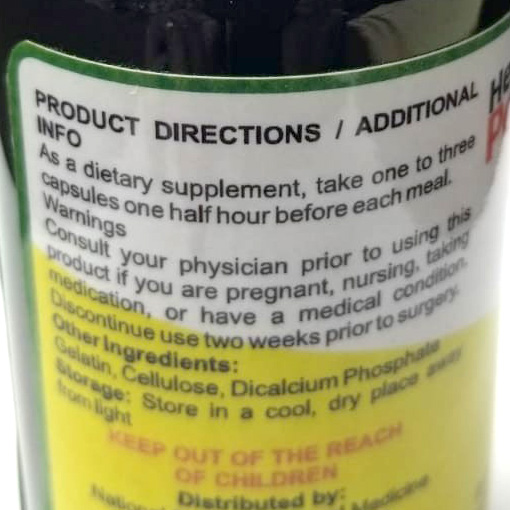 PRODUCT DIRECTIONS / ADDITIONAL
INFO
As a dietary supplement, take one to three
capsules one half hour before each meal.
Warnings
Consult your physician prior to using this
product if you are pregnant, nursing, taking
medication, or have a medical condition.
Discontinue use two weeks prior to surgery.
Other Ingredients:
Gelatin, Cellulose, Dicalcium Phosphate
Storage: Store in a cool, dry place away
from light
KEEP OUT OF THE REACH
OF CHILDREN
Distributed by:
Medicine